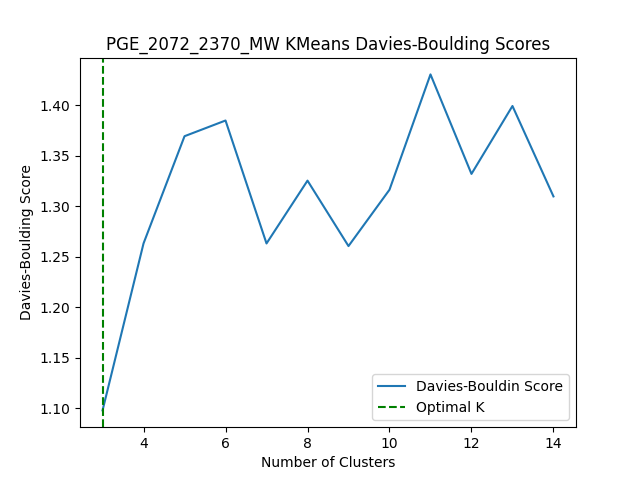 PGE_2072_2370_MW KMeans Davies-Boulding Scores
Davies-Boulding Score
1.40
1.35
1.30
1.25
1.20
1.15
1.10
Davies-Bouldin Score
Optimal K
4 6 8 10 12 14
Number of Clusters